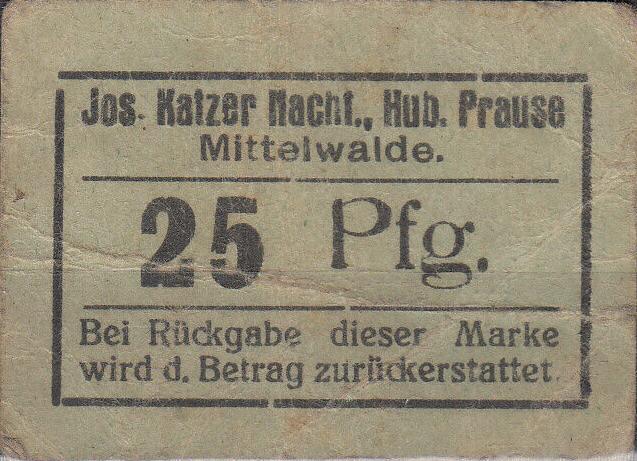 Jos. Katzer Nachf., Hub. Prause
Mittelwalde.
25 Pfg.
Bei Rückgabe dieser Marke
wird d. Betrag zurückerstattet.